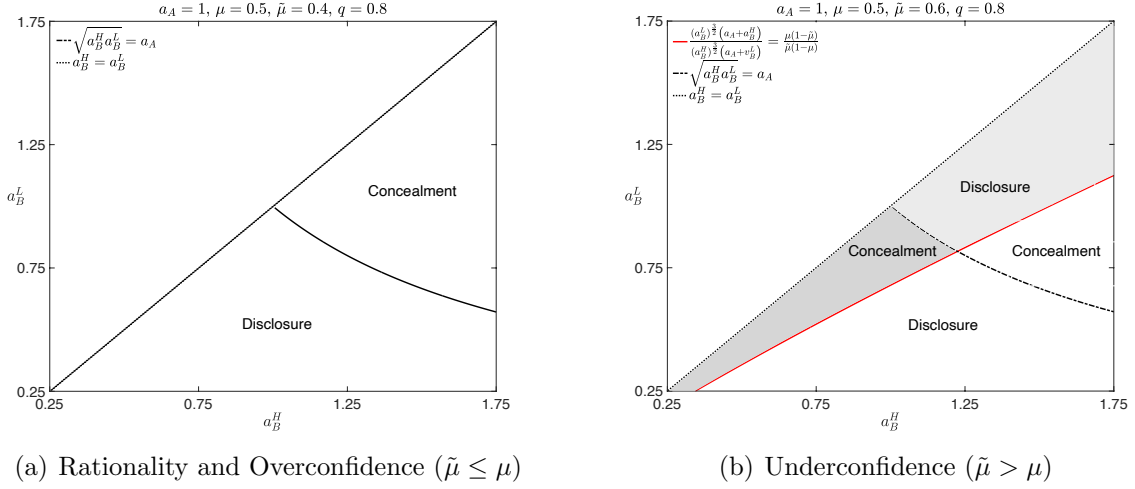 a_A = 1, μ = 0.5, μ̃ = 0.4, q = 0.8
1.75
√(a_B^H a_B^L) = a_A
a_B^H = a_B^L
1.25
a_B^L
Concealment
0.75
Disclosure
0.25
0.25 0.75 1.25 1.75
a_B^H
(a) Rationality and Overconfidence (μ̃ ≤ μ)
a_A = 1, μ = 0.5, μ̃ = 0.6, q = 0.8
1.75
(a_B^L)^(3/2) (a_A + a_B^H) / (a_B^H)^(3/2) (a_A + v_B^L) = μ(1−μ̃) / μ̃(1−μ)
√(a_B^H a_B^L) = a_A
a_B^H = a_B^L
1.25
a_B^L
Disclosure
Concealment Concealment
0.75
Disclosure
0.25
0.25 0.75 1.25 1.75
a_B^H
(b) Underconfidence (μ̃ > μ)